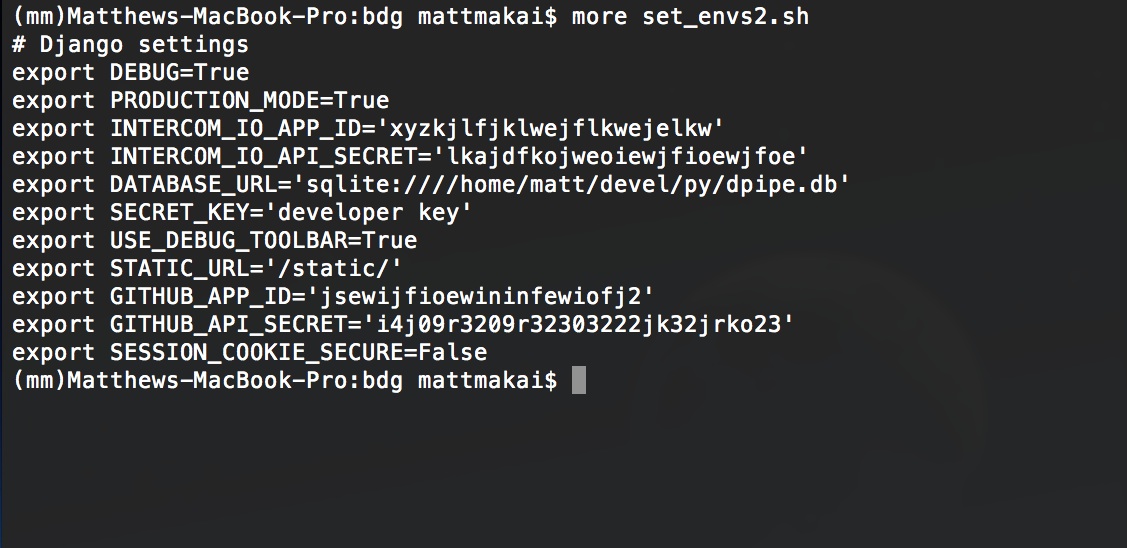 (mm)Matthews-MacBook-Pro:bdg mattmakai$ more set_envs2.sh
# Django settings
export DEBUG=True
export PRODUCTION_MODE=True
export INTERCOM_IO_APP_ID='xyzkjlfjklwejflkwejelkw'
export INTERCOM_IO_API_SECRET='lkajdfkojweoiewjfioewjfoe'
export DATABASE_URL='sqlite:////home/matt/devel/py/dpipe.db'
export SECRET_KEY='developer key'
export USE_DEBUG_TOOLBAR=True
export STATIC_URL='/static/'
export GITHUB_APP_ID='jsewijfioewininfewiofj2'
export GITHUB_API_SECRET='i4j09r3209r32303222jk32jrko23'
export SESSION_COOKIE_SECURE=False
(mm)Matthews-MacBook-Pro:bdg mattmakai$